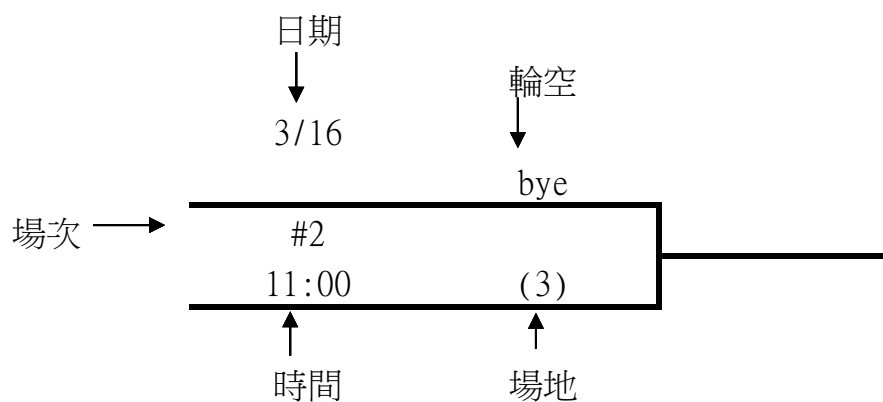 日期
輪空
3/16
bye
場次
#2
11:00
(3)
時間
場地